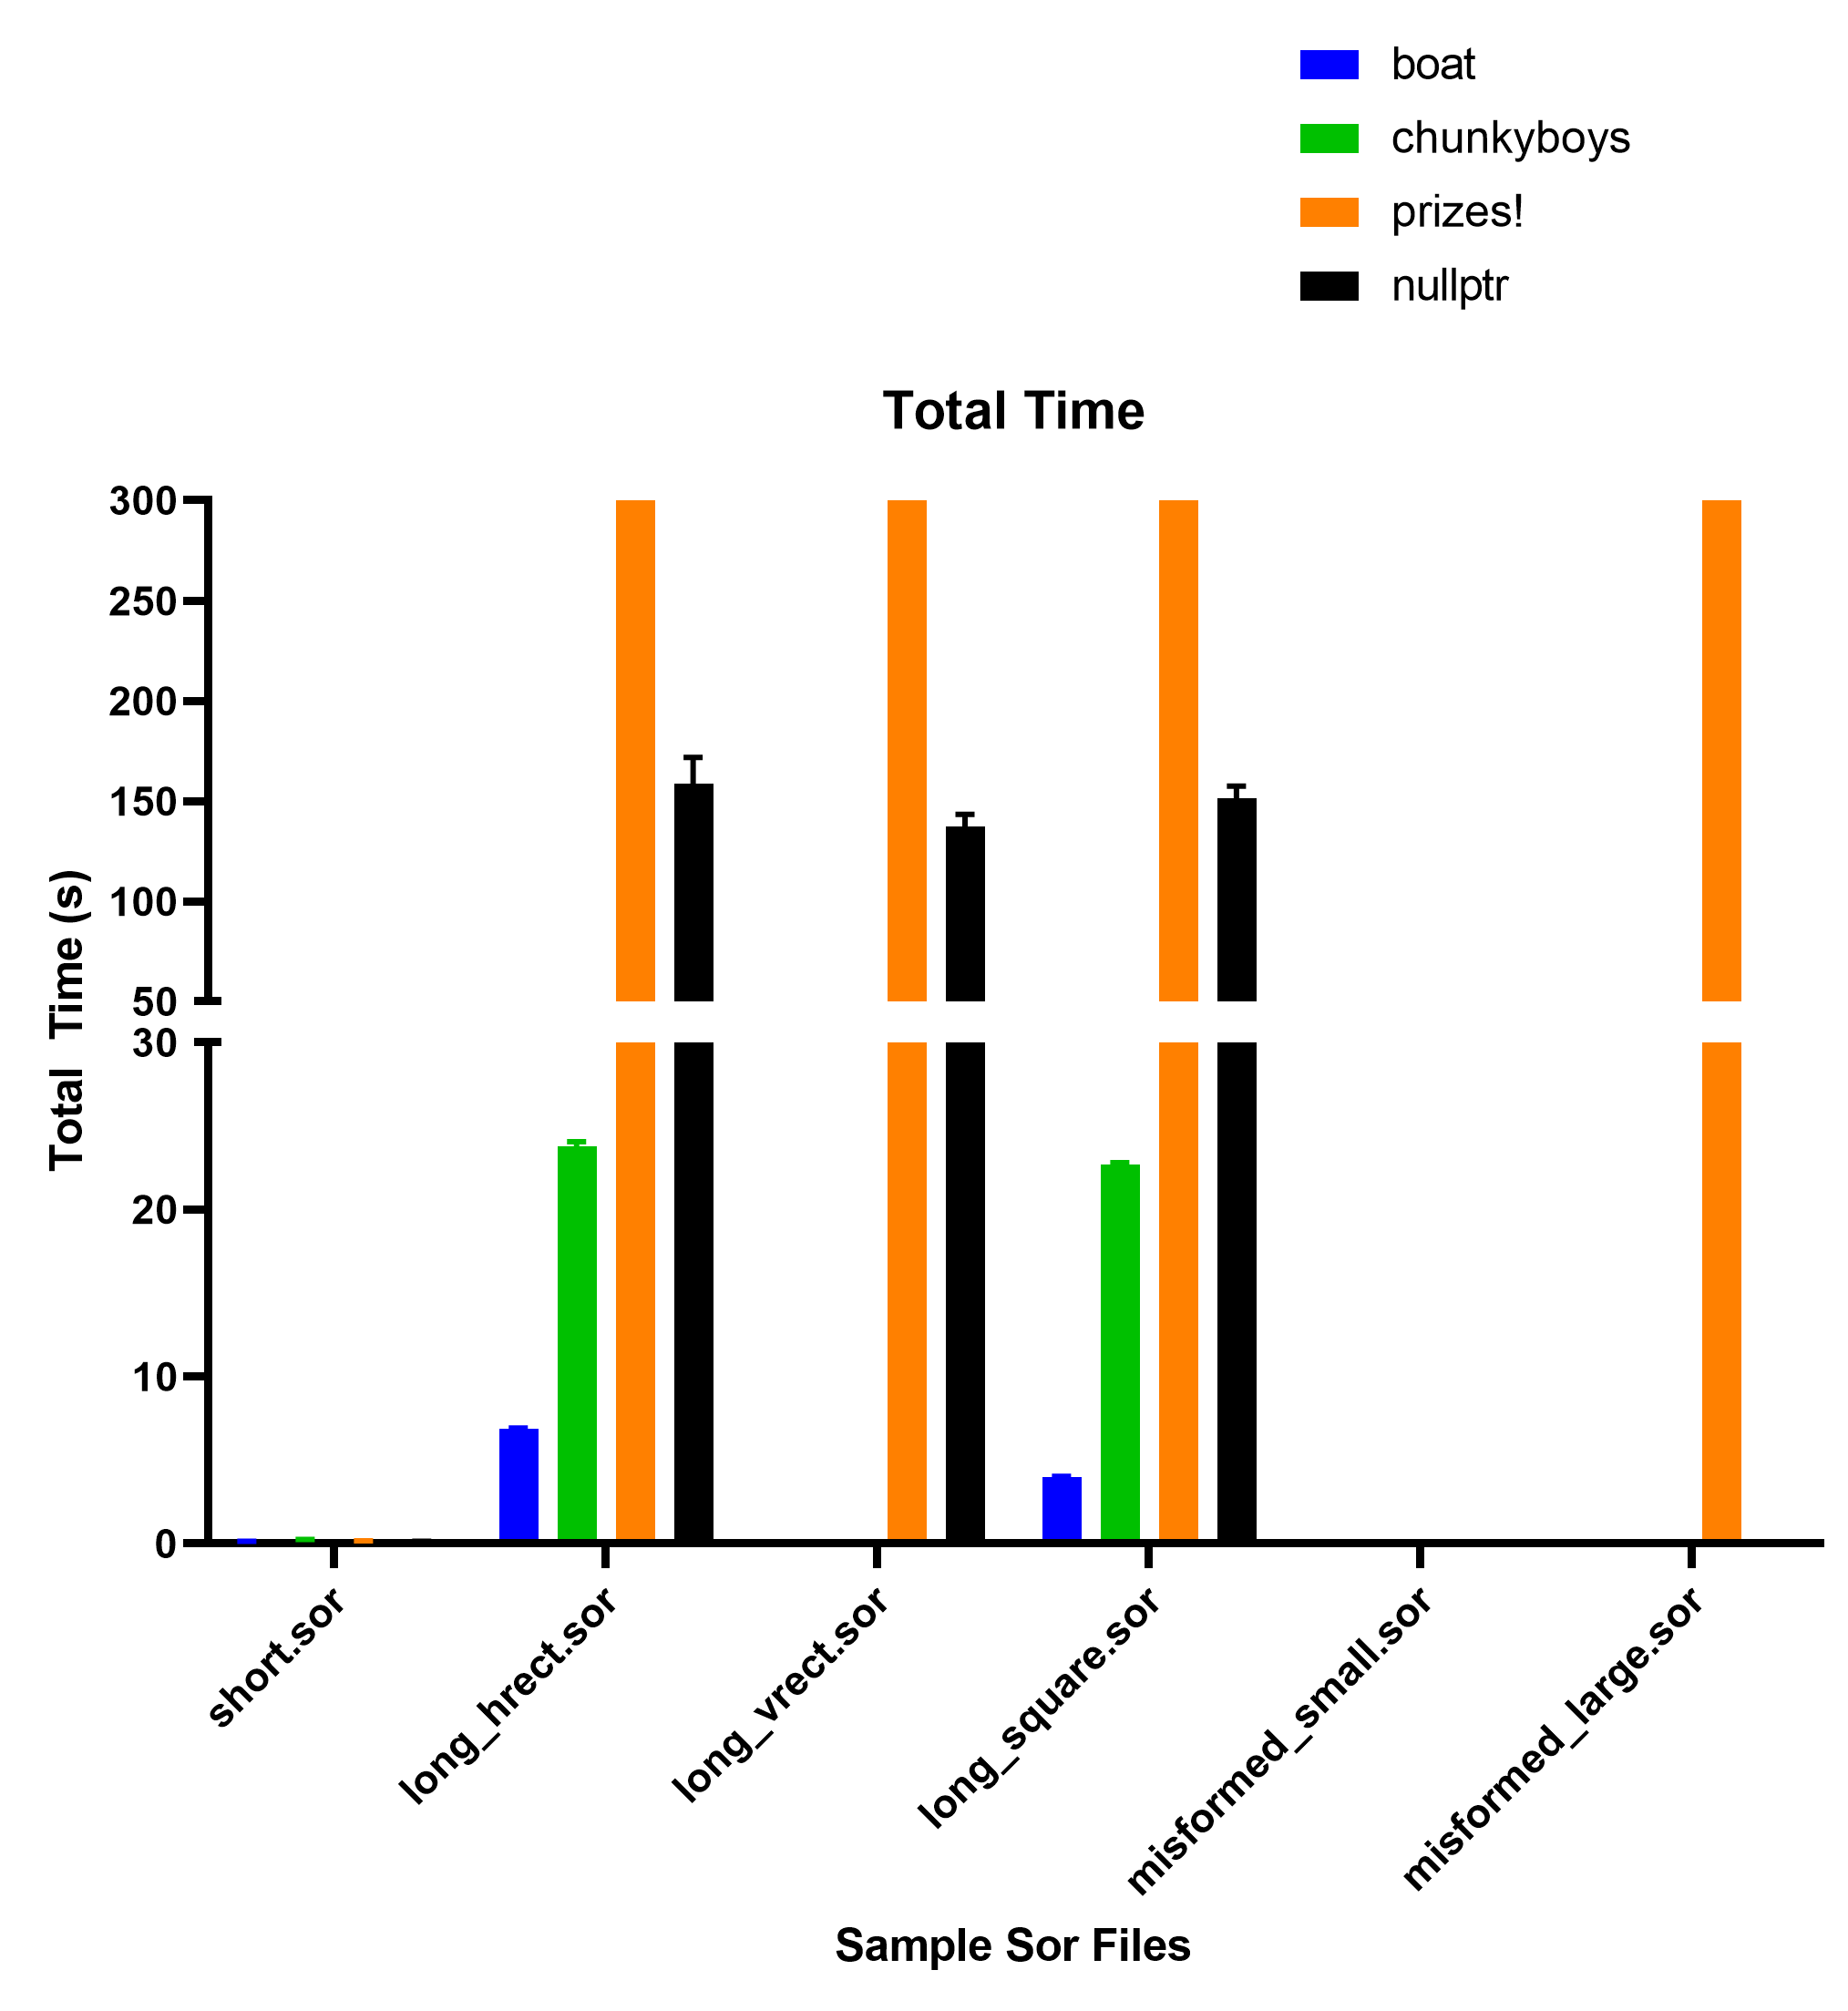 boat
chunkyboys
prizes!
nullptr
Total Time
300
250
200
150
100
50
30
20
10
0
Total Time (s)
short.sor
long_hrect.sor
long_vrect.sor
long_square.sor
misformed_small.sor
misformed_large.sor
Sample Sor Files